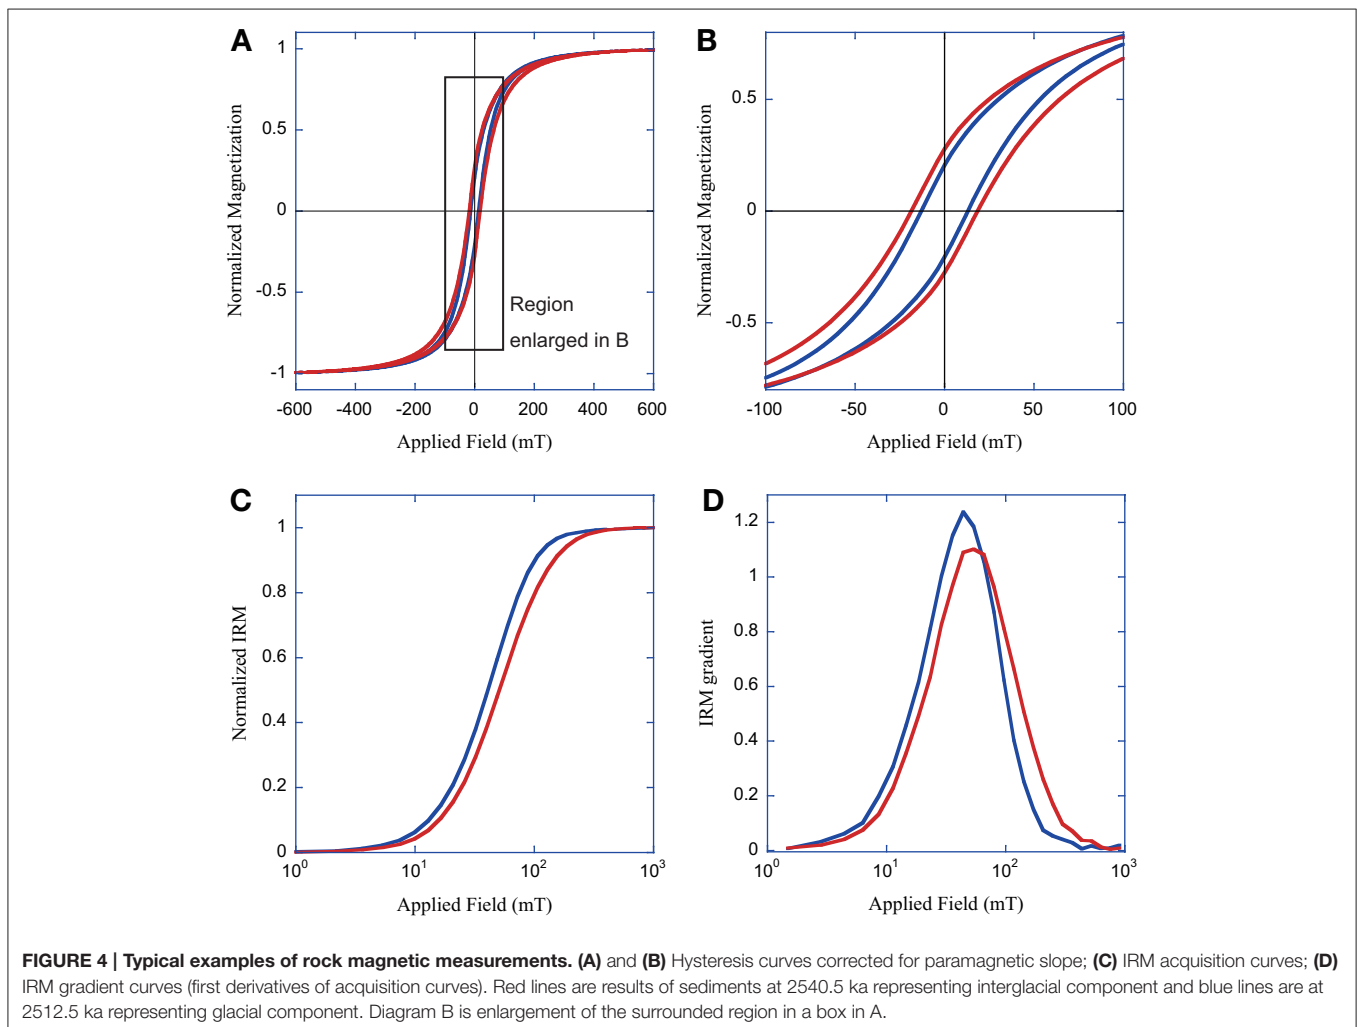 A
B
1
0.5
0
-0.5
-1
Normalized Magnetization
Region
enlarged in B
-600 -400 -200 0 200 400 600
Applied Field (mT)
0.5
0
-0.5
Normalized Magnetization
-100 -50 0 50 100
Applied Field (mT)
C
D
1
0.8
0.6
0.4
0.2
0
Normalized IRM
10⁰ 10¹ 10² 10³
Applied Field (mT)
1.2
1
0.8
0.6
0.4
0.2
0
IRM gradient
10⁰ 10¹ 10² 10³
Applied Field (mT)
FIGURE 4 | Typical examples of rock magnetic measurements. (A) and (B) Hysteresis curves corrected for paramagnetic slope; (C) IRM acquisition curves; (D)
IRM gradient curves (first derivatives of acquisition curves). Red lines are results of sediments at 2540.5 ka representing interglacial component and blue lines are at
2512.5 ka representing glacial component. Diagram B is enlargement of the surrounded region in a box in A.